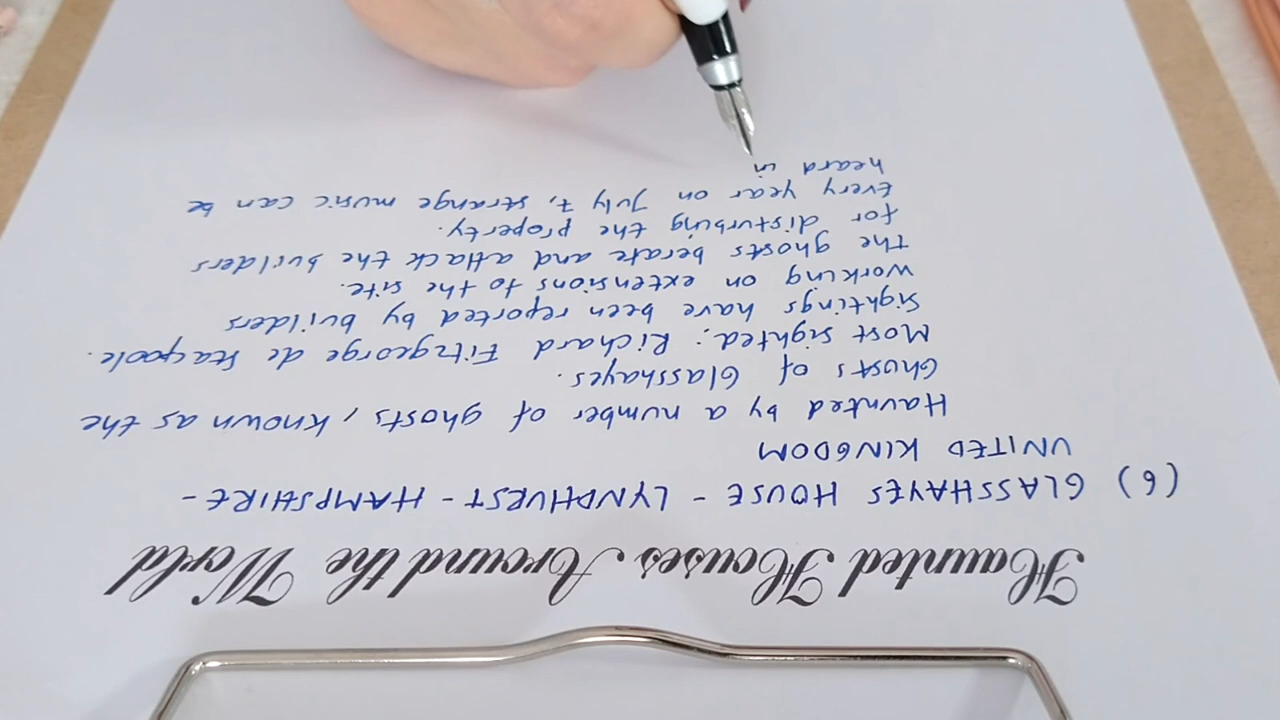 Haunted Houses Around the World
(6) GLASSHAYES HOUSE - LYNDHURST - HAMPSHIRE -
UNITED KINGDOM
Haunted by a number of ghosts, known as the
Ghosts of Glasshayes.
Most sighted: Richard Fitzgeorge de Stacpoole.
Sightings have been reported by builders
working on extensions to the site.
the ghosts berate and attack the builders
for disturbing the property.
Every year on July 7, strange music can be
heard in